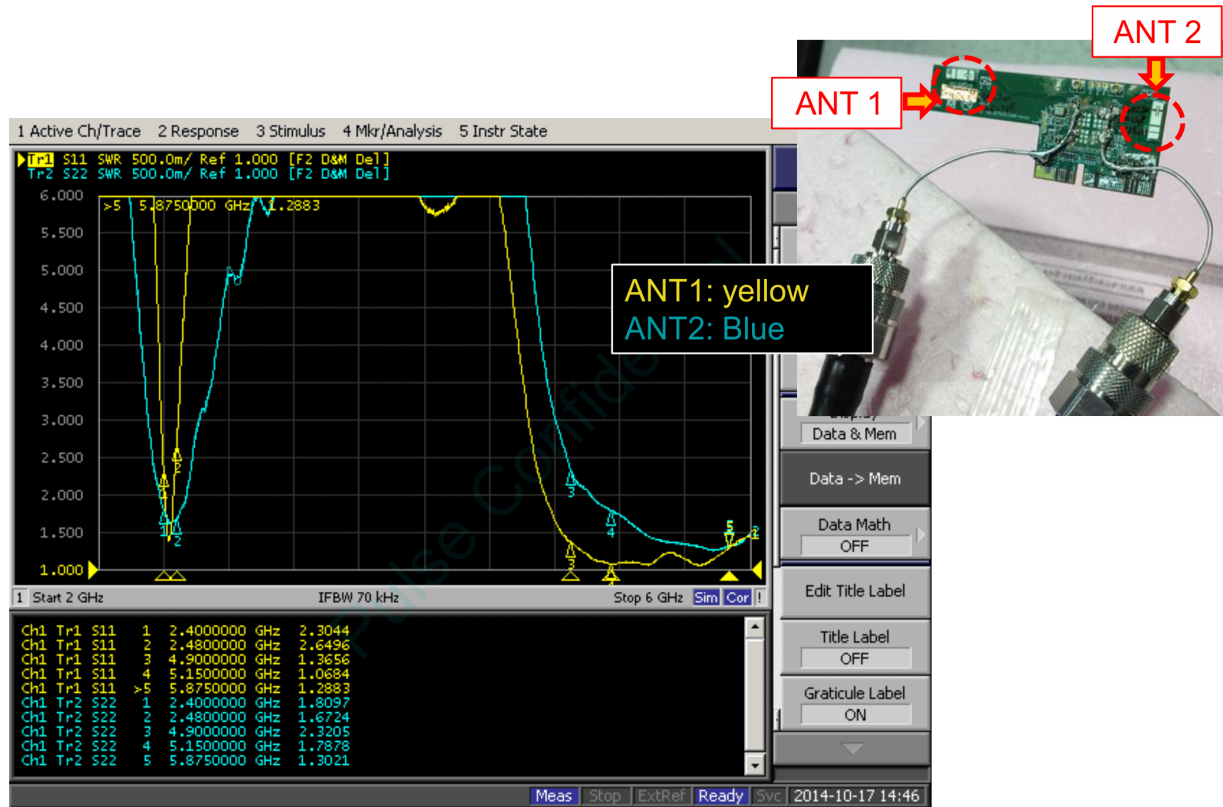 ANT 2
ANT 1
1 Active Ch/Trace 2 Response 3 Stimulus 4 Mkr/Analysis 5 Instr State
Tr1 S11 SWR 500.0m/ Ref 1.000 [F2 D&M Del]
Tr2 S22 SWR 500.0m/ Ref 1.000 [F2 D&M Del]
6.000
>5 5.8750000 GHz 1.2883
5.500
5.000
4.500
4.000
3.500
3.000
2.500
2.000
1.500
1.000
ANT1: yellow
ANT2: Blue
Pulse Confidential
1 Start 2 GHz IFBW 70 kHz Stop 6 GHz Sim Cor !
Ch1 Tr1 S11 1 2.4000000 GHz 2.3044
Ch1 Tr1 S11 2 2.4800000 GHz 2.6496
Ch1 Tr1 S11 3 4.9000000 GHz 1.3656
Ch1 Tr1 S11 4 5.1500000 GHz 1.0684
Ch1 Tr1 S11 >5 5.8750000 GHz 1.2883
Ch1 Tr2 S22 1 2.4000000 GHz 1.8097
Ch1 Tr2 S22 2 2.4800000 GHz 1.6724
Ch1 Tr2 S22 3 4.9000000 GHz 2.3205
Ch1 Tr2 S22 4 5.1500000 GHz 1.7878
Ch1 Tr2 S22 5 5.8750000 GHz 1.3021
Display
Data & Mem
Data -> Mem
Data Math
OFF
Edit Title Label
Title Label
OFF
Graticule Label
ON
Meas Stop ExtRef Ready Svc 2014-10-17 14:46